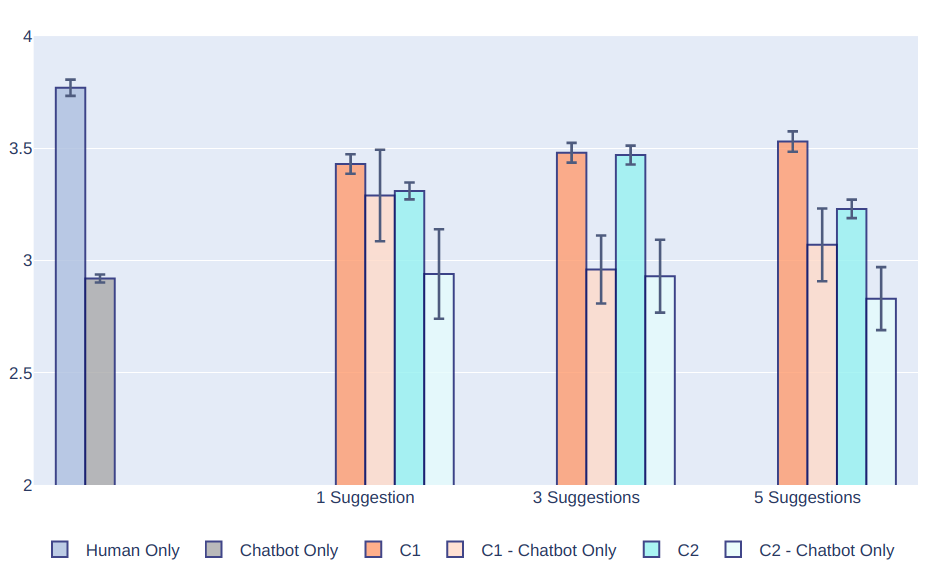 4
3.5
3
2.5
2
1 Suggestion
3 Suggestions
5 Suggestions
Human Only
Chatbot Only
C1
C1 - Chatbot Only
C2
C2 - Chatbot Only